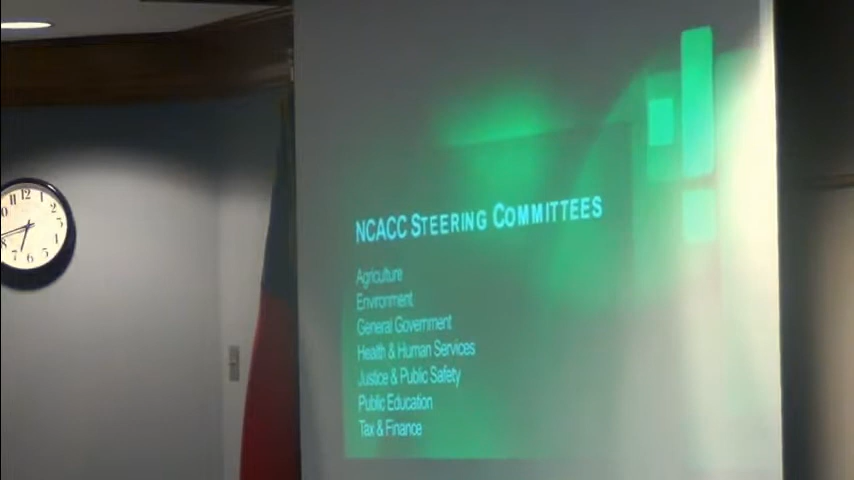 NCACC STEERING COMMITTEES
Agriculture
Environment
General Government
Health & Human Services
Justice & Public Safety
Public Education
Tax & Finance